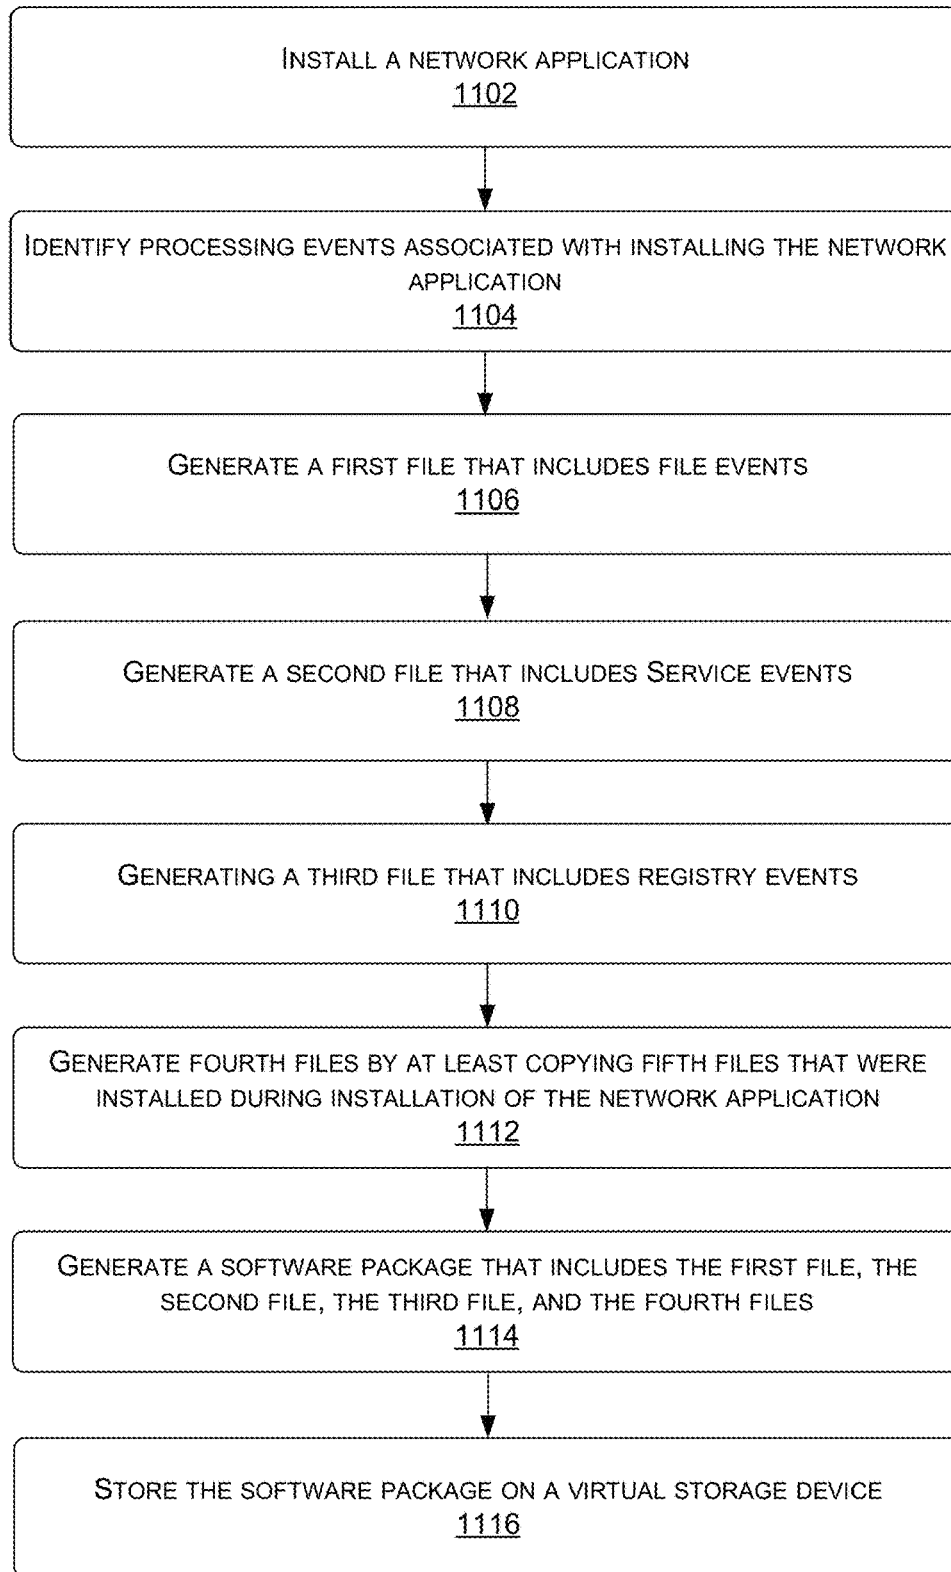 INSTALL A NETWORK APPLICATION
1102
IDENTIFY PROCESSING EVENTS ASSOCIATED WITH INSTALLING THE NETWORK
APPLICATION
1104
GENERATE A FIRST FILE THAT INCLUDES FILE EVENTS
1106
GENERATE A SECOND FILE THAT INCLUDES SERVICE EVENTS
1108
GENERATING A THIRD FILE THAT INCLUDES REGISTRY EVENTS
1110
GENERATE FOURTH FILES BY AT LEAST COPYING FIFTH FILES THAT WERE
INSTALLED DURING INSTALLATION OF THE NETWORK APPLICATION
1112
GENERATE A SOFTWARE PACKAGE THAT INCLUDES THE FIRST FILE, THE
SECOND FILE, THE THIRD FILE, AND THE FOURTH FILES
1114
STORE THE SOFTWARE PACKAGE ON A VIRTUAL STORAGE DEVICE
1116